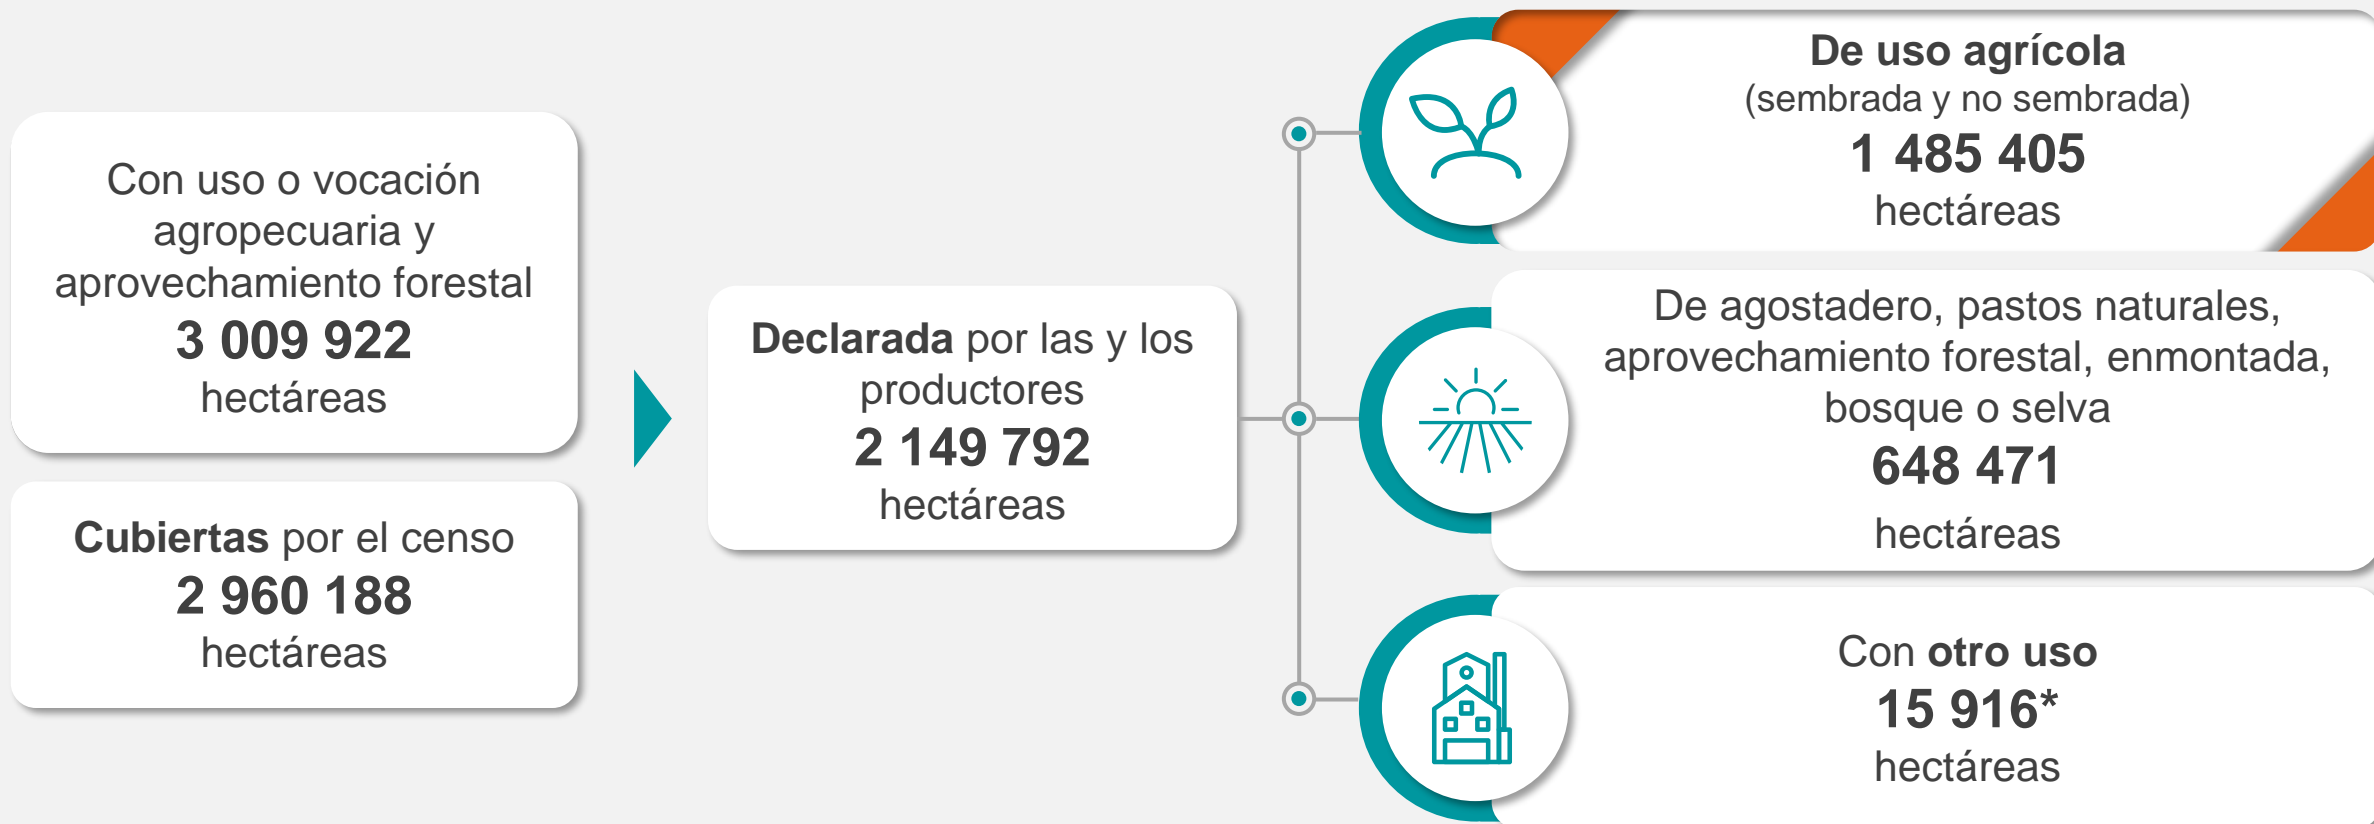 Con uso o vocación
agropecuaria y
aprovechamiento forestal
3 009 922
hectáreas
Cubiertas por el censo
2 960 188
hectáreas
Declarada por las y los
productores
2 149 792
hectáreas
De uso agrícola
(sembrada y no sembrada)
1 485 405
hectáreas
De agostadero, pastos naturales,
aprovechamiento forestal, enmontada,
bosque o selva
648 471
hectáreas
Con otro uso
15 916*
hectáreas